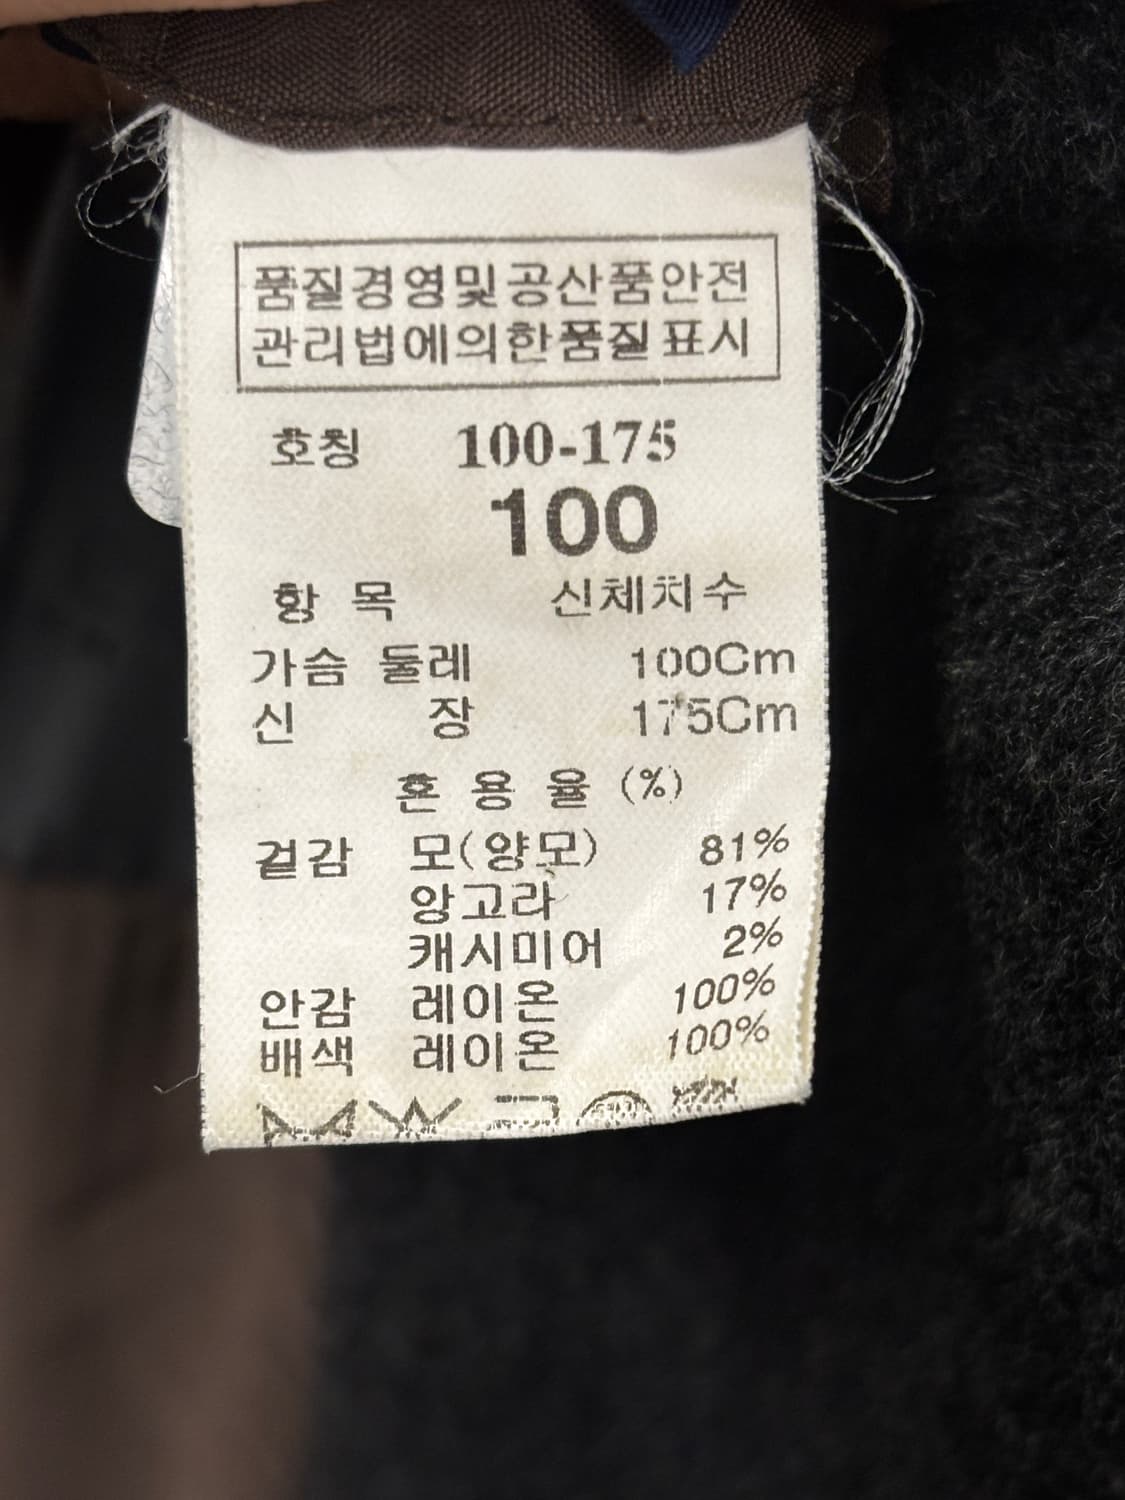 품질경영및공산품안전
관리법에의한품질표시
호칭 100-175
100
항 목 신체치수
가슴 둘레 100Cm
신 장 175Cm
혼 용 율 (%)
겉감 모(양모) 81%
앙고라 17%
캐시미어 2%
안감 레이온 100%
배색 레이온 100%